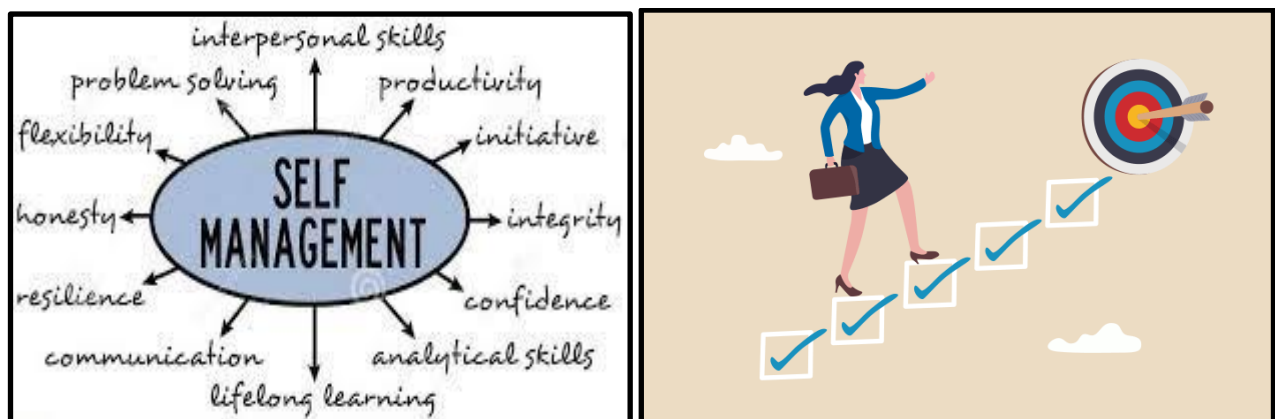 interpersonal skills
problem solving
productivity
flexibility
initiative
SELF
MANAGEMENT
honesty
integrity
resilience
confidence
communication
analytical skills
lifelong learning